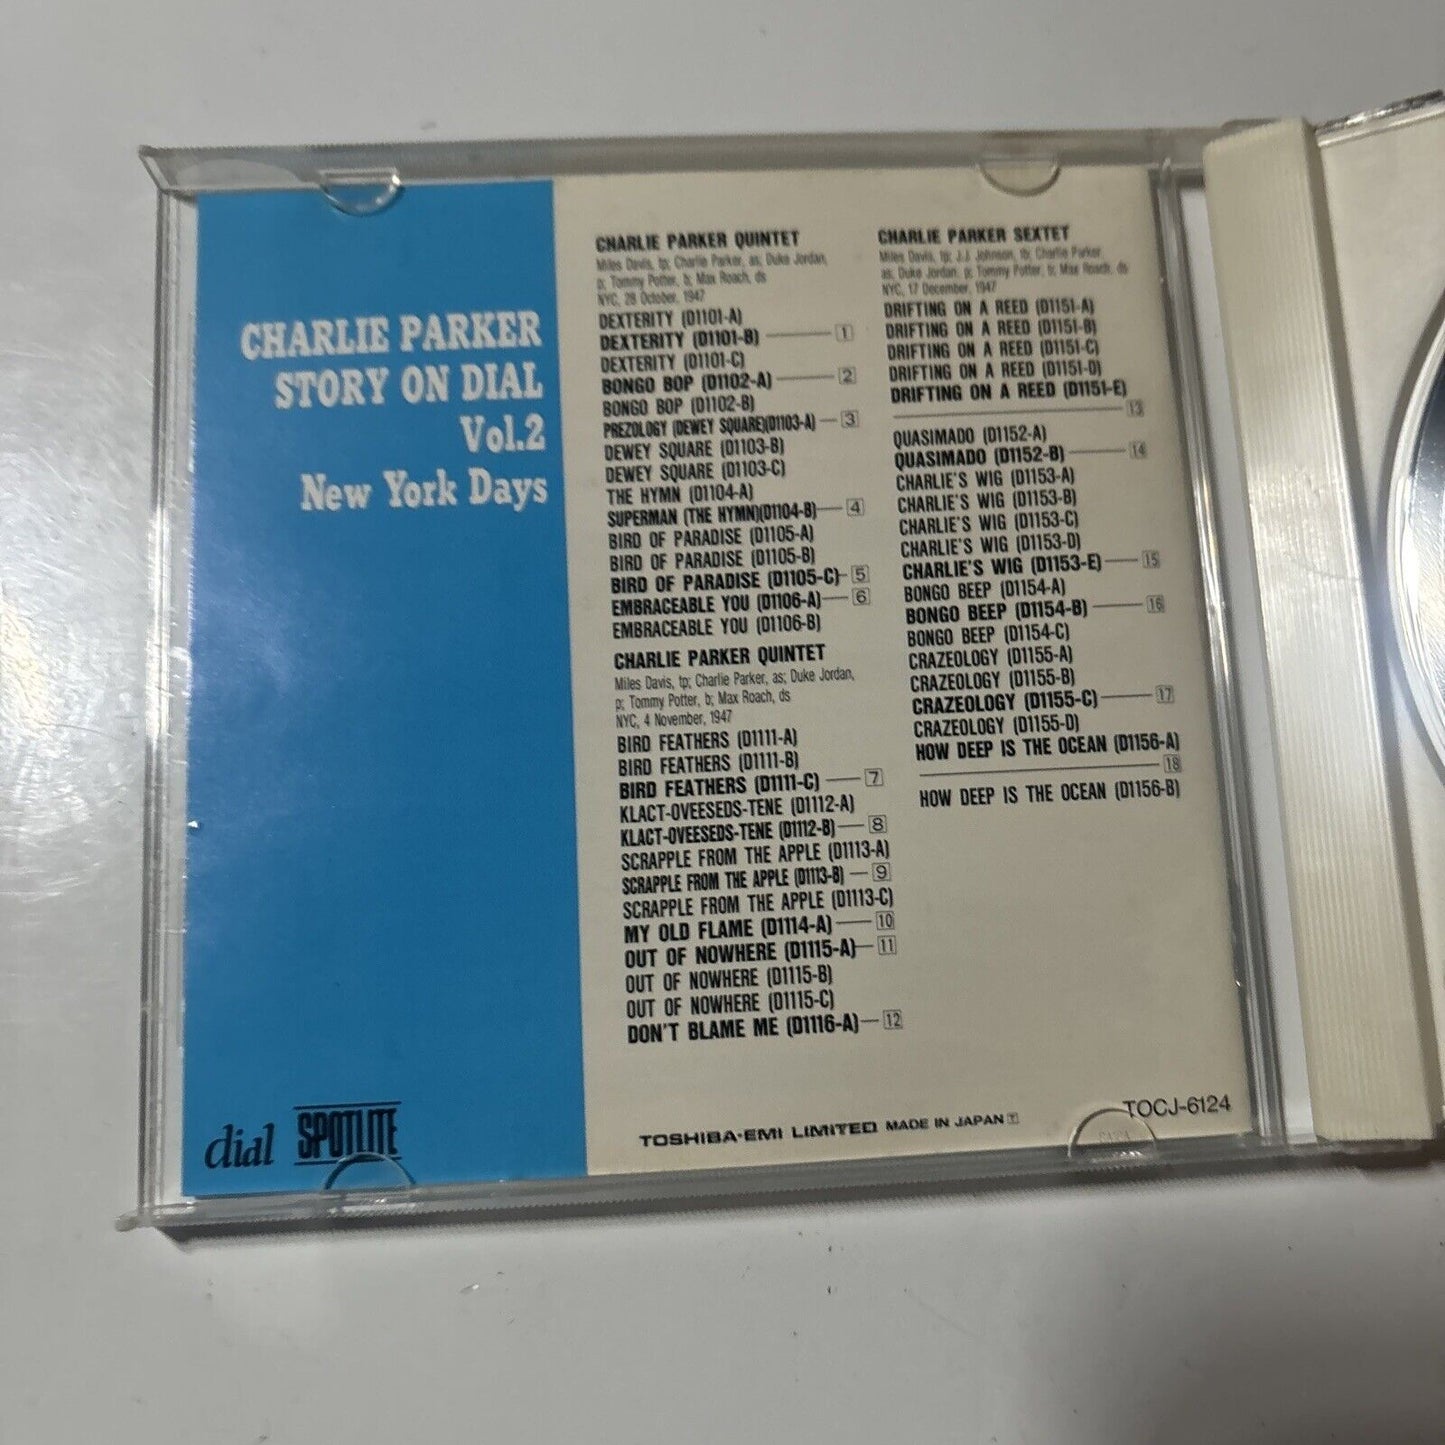 CHARLIE PARKER
STORY ON DIAL
Vol.2
New York Days
dial SPOTLITE
CHARLIE PARKER QUINTET
Miles Davis, tp; Charlie Parker, as; Duke Jordan,
p; Tommy Potter, b; Max Roach, ds
NYC, 28 October, 1947
DEXTERITY (D1101-A)
DEXTERITY (D1101-B) 1
DEXTERITY (D1101-C)
BONGO BOP (D1102-A) 2
BONGO BOP (D1102-B)
PREZOLOGY (DEWEY SQUARE)(D1103-A) 3
DEWEY SQUARE (D1103-B)
DEWEY SQUARE (D1103-C)
THE HYMN (D1104-A)
SUPERMAN (THE HYMN)(D1104-B) 4
BIRD OF PARADISE (D1105-A)
BIRD OF PARADISE (D1105-B)
BIRD OF PARADISE (D1105-C) 5
EMBRACEABLE YOU (D1106-A) 6
EMBRACEABLE YOU (D1106-B)
CHARLIE PARKER QUINTET
Miles Davis, tp; Charlie Parker, as; Duke Jordan,
p; Tommy Potter, b; Max Roach, ds
NYC, 4 November, 1947
BIRD FEATHERS (D1111-A)
BIRD FEATHERS (D1111-B)
BIRD FEATHERS (D1111-C) 7
KLACT-OVEESEDS-TENE (D1112-A)
KLACT-OVEESEDS-TENE (D1112-B) 8
SCRAPPLE FROM THE APPLE (D1113-A)
SCRAPPLE FROM THE APPLE (D1113-B) 9
SCRAPPLE FROM THE APPLE (D1113-C)
MY OLD FLAME (D1114-A) 10
OUT OF NOWHERE (D1115-A) 11
OUT OF NOWHERE (D1115-B)
OUT OF NOWHERE (D1115-C)
DON'T BLAME ME (D1116-A) 12
CHARLIE PARKER SEXTET
Miles Davis, tp; J.J. Johnson, tb; Charlie Parker,
as; Duke Jordan, p; Tommy Potter, b; Max Roach, ds
NYC, 17 December, 1947
DRIFTING ON A REED (D1151-A)
DRIFTING ON A REED (D1151-B)
DRIFTING ON A REED (D1151-C)
DRIFTING ON A REED (D1151-D)
DRIFTING ON A REED (D1151-E)
13
QUASIMADO (D1152-A)
QUASIMADO (D1152-B) 14
CHARLIE'S WIG (D1153-A)
CHARLIE'S WIG (D1153-B)
CHARLIE'S WIG (D1153-C)
CHARLIE'S WIG (D1153-D)
CHARLIE'S WIG (D1153-E) 15
BONGO BEEP (D1154-A)
BONGO BEEP (D1154-B) 16
BONGO BEEP (D1154-C)
CRAZEOLOGY (D1155-A)
CRAZEOLOGY (D1155-B)
CRAZEOLOGY (D1155-C) 17
CRAZEOLOGY (D1155-D)
HOW DEEP IS THE OCEAN (D1156-A)
18
HOW DEEP IS THE OCEAN (D1156-B)
TOCJ-6124
TOSHIBA·EMI LIMITED MADE IN JAPAN T